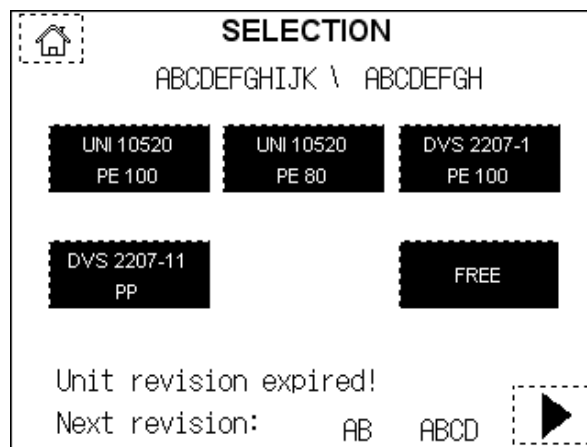 SELECTION
ABCDEFGHIJK \ ABCDEFGH
UNI 10520
PE 100
UNI 10520
PE 80
DVS 2207-1
PE 100
DVS 2207-11
PP
FREE
Unit revision expired!
Next revision: AB ABCD